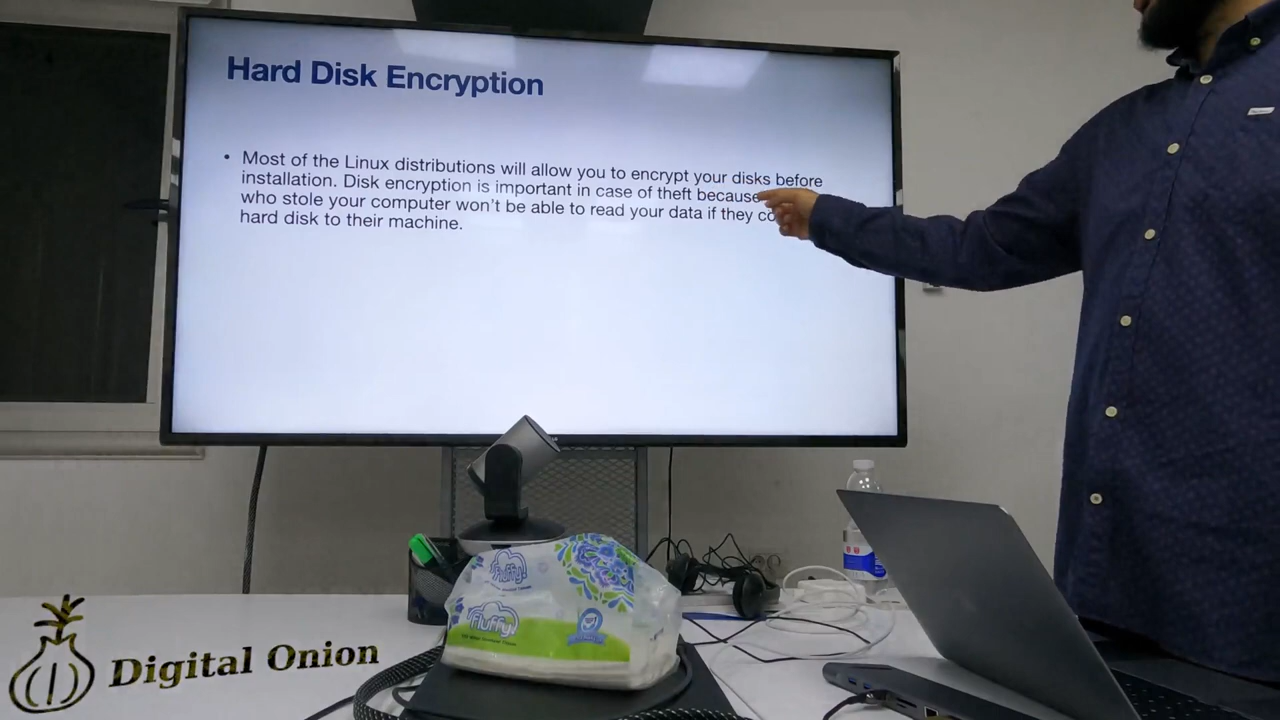 Hard Disk Encryption
• Most of the Linux distributions will allow you to encrypt your disks before
installation. Disk encryption is important in case of theft because
who stole your computer won't be able to read your data if they co
hard disk to their machine.
Fluffy
Fluffy
Digital Onion